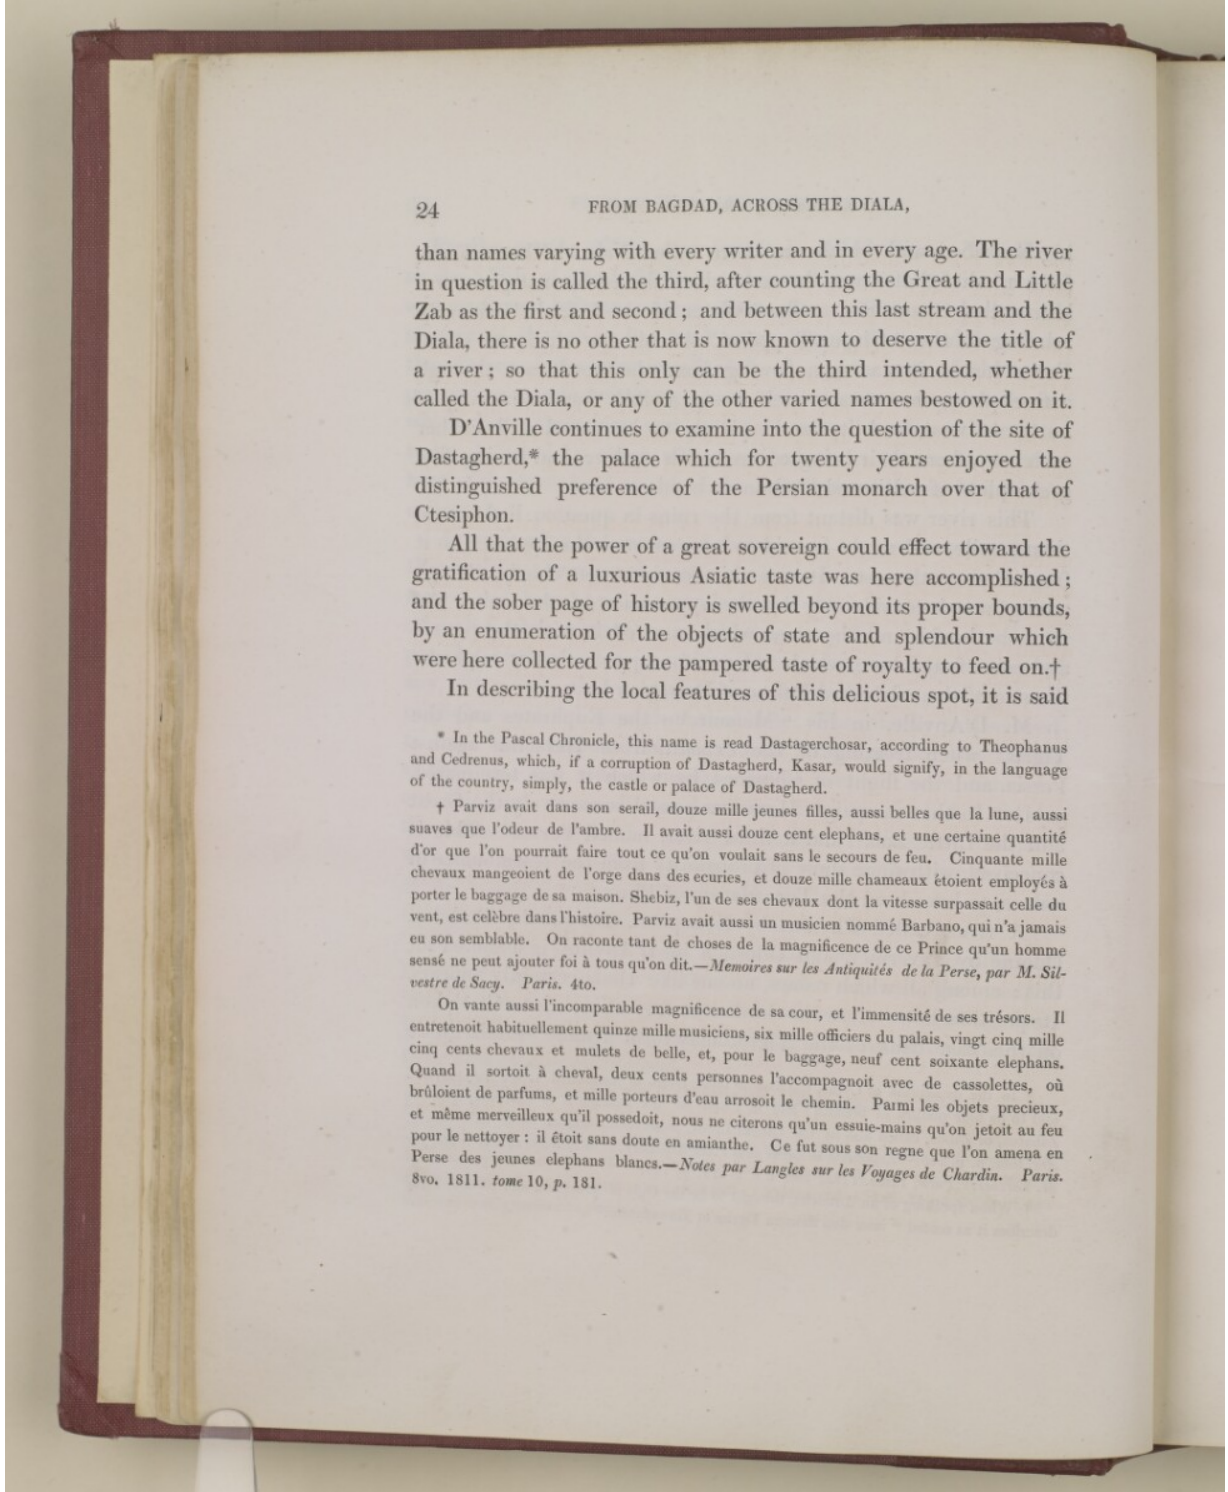 24 FROM BAGDAD, ACROSS THE DIALA,
than names varying with every writer and in every age. The river
in question is called the third, after counting the Great and Little
Zab as the first and second; and between this last stream and the
Diala, there is no other that is now known to deserve the title of
a river; so that this only can be the third intended, whether
called the Diala, or any of the other varied names bestowed on it.
D'Anville continues to examine into the question of the site of
Dastagherd,* the palace which for twenty years enjoyed the
distinguished preference of the Persian monarch over that of
Ctesiphon.
All that the power of a great sovereign could effect toward the
gratification of a luxurious Asiatic taste was here accomplished;
and the sober page of history is swelled beyond its proper bounds,
by an enumeration of the objects of state and splendour which
were here collected for the pampered taste of royalty to feed on.†
In describing the local features of this delicious spot, it is said
* In the Pascal Chronicle, this name is read Dastagerchosar, according to Theophanus
and Cedrenus, which, if a corruption of Dastagherd, Kasar, would signify, in the language
of the country, simply, the castle or palace of Dastagherd.
† Parviz avait dans son serail, douze mille jeunes filles, aussi belles que la lune, aussi
suaves que l'odeur de l'ambre. Il avait aussi douze cent elephans, et une certaine quantité
d'or que l'on pourrait faire tout ce qu'on voulait sans le secours de feu. Cinquante mille
chevaux mangeoient de l'orge dans des ecuries, et douze mille chameaux étoient employés à
porter le baggage de sa maison. Shebiz, l'un de ses chevaux dont la vitesse surpassait celle du
vent, est celèbre dans l'histoire. Parviz avait aussi un musicien nommé Barbano, qui n'a jamais
eu son semblable. On raconte tant de choses de la magnificence de ce Prince qu'un homme
sensé ne peut ajouter foi à tous qu'on dit.—Memoires sur les Antiquités de la Perse, par M. Sil-
vestre de Sacy. Paris. 4to.
On vante aussi l'incomparable magnificence de sa cour, et l'immensité de ses trésors. Il
entretenoit habituellement quinze mille musiciens, six mille officiers du palais, vingt cinq mille
cinq cents chevaux et mulets de belle, et, pour le baggage, neuf cent soixante elephans.
Quand il sortoit à cheval, deux cents personnes l'accompagnoit avec de cassolettes, où
brûloient de parfums, et mille porteurs d'eau arrosoit le chemin. Parmi les objets precieux,
et même merveilleux qu'il possedoit, nous ne citerons qu'un essuie-mains qu'on jetoit au feu
pour le nettoyer: il étoit sans doute en amianthe. Ce fut sous son regne que l'on amena en
Perse des jeunes elephans blancs.—Notes par Langles sur les Voyages de Chardin. Paris.
8vo. 1811. tome 10, p. 181.